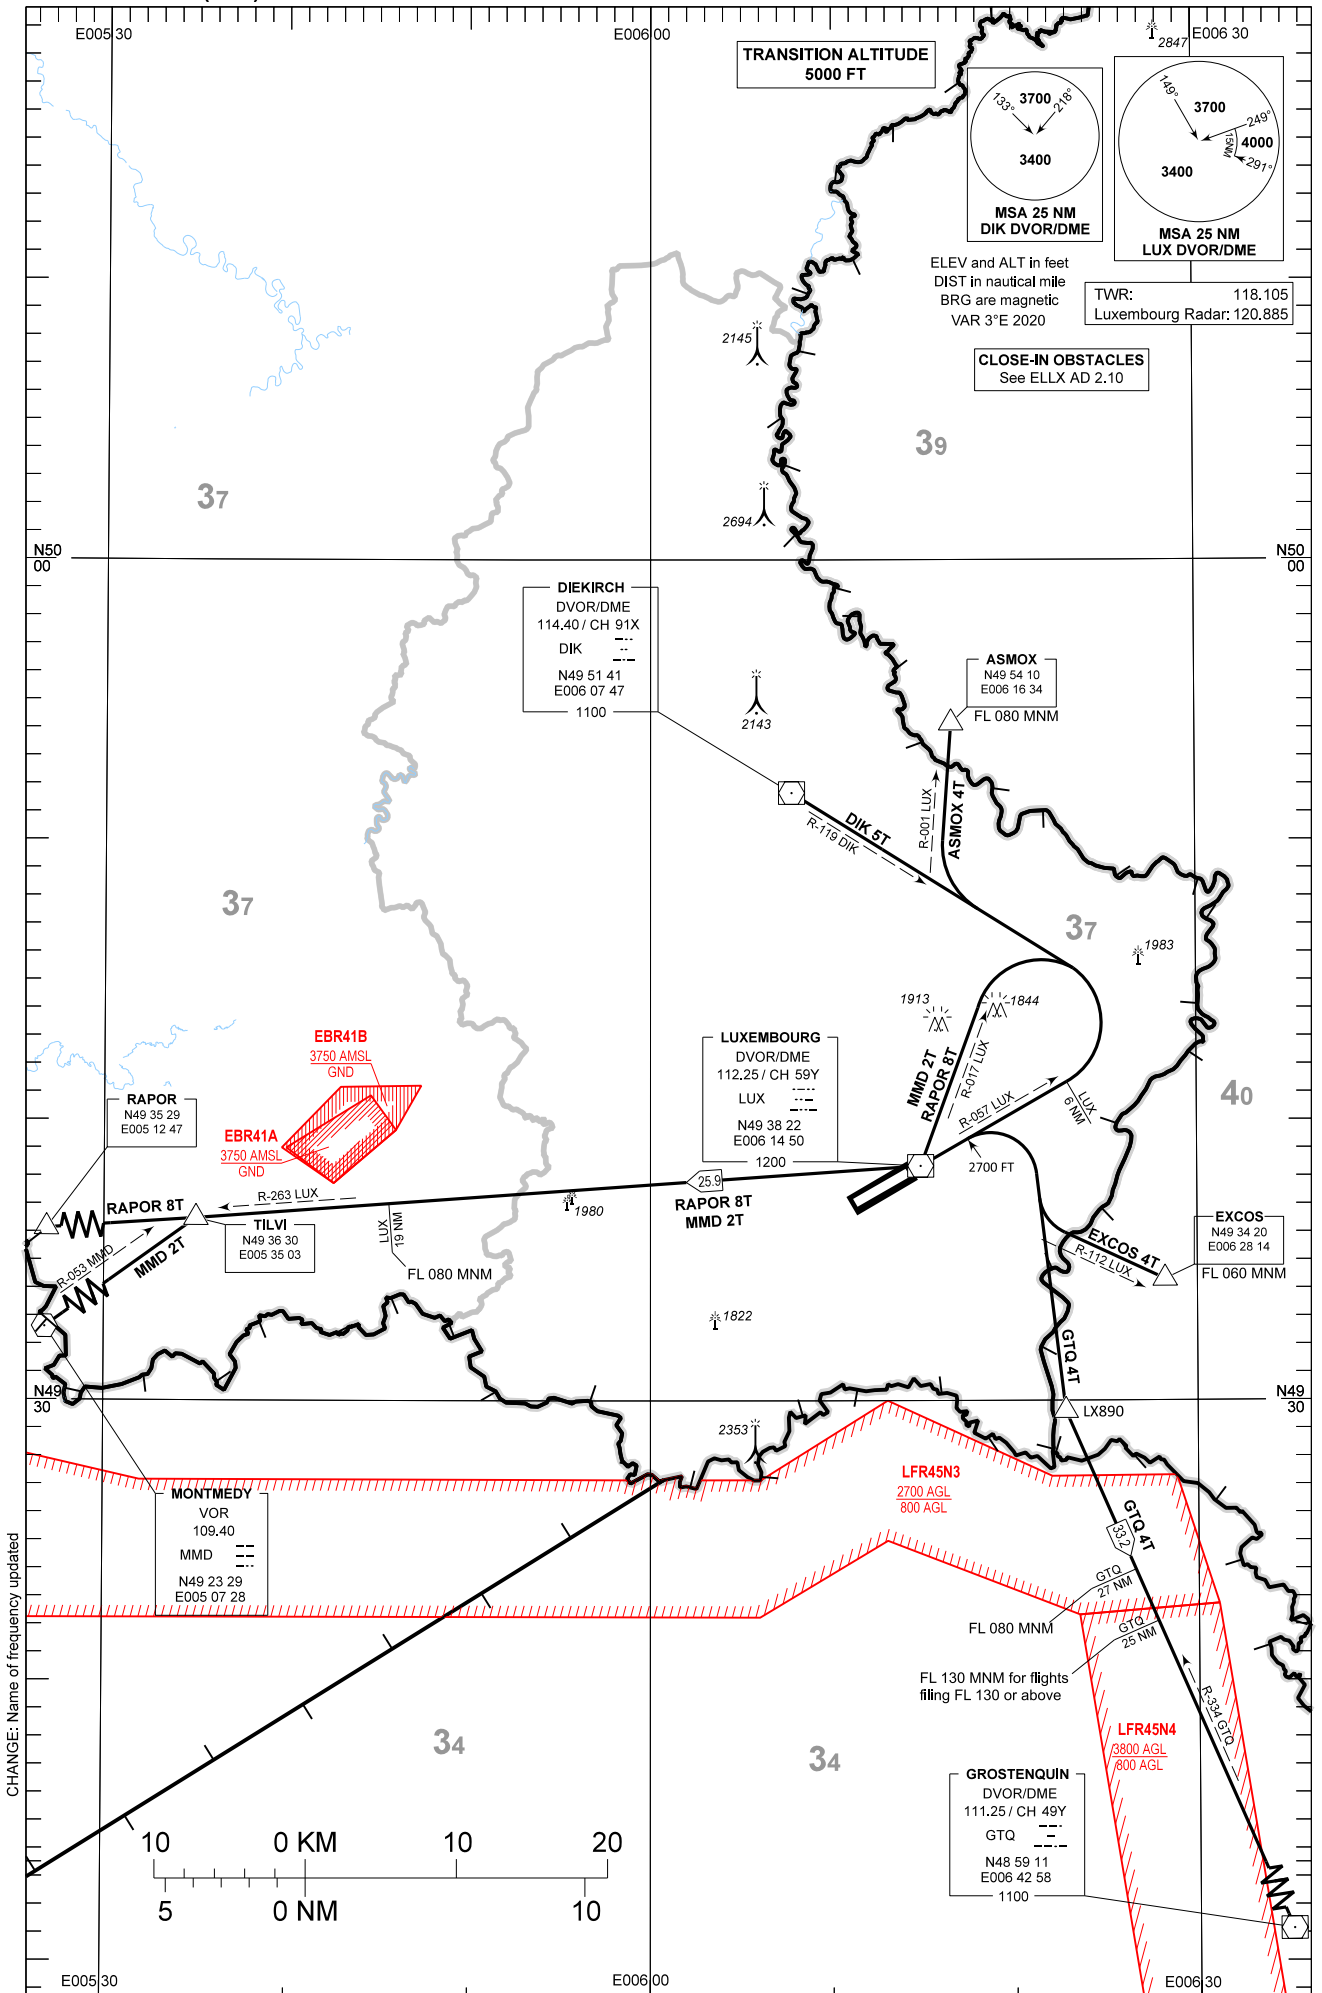 E005 30
E006 00
E006 30
2847
TRANSITION ALTITUDE
5000 FT
133°
3700
218°
3400
MSA 25 NM
DIK DVOR/DME
149°
3700
249°
15NM
4000
291°
3400
MSA 25 NM
LUX DVOR/DME
ELEV and ALT in feet
DIST in nautical mile
BRG are magnetic
VAR 3°E 2020
TWR: 118.105
Luxembourg Radar: 120.885
CLOSE-IN OBSTACLES
See ELLX AD 2.10
2145
39
37
2694
N50
00
N50
00
DIEKIRCH
DVOR/DME
114.40 / CH 91X
DIK
N49 51 41
E006 07 47
1100
ASMOX
N49 54 10
E006 16 34
FL 080 MNM
2143
DIK 5T
R-119 DIK
R-001 LUX
ASMOX 4T
37
37
1983
1913
1844
EBR41B
3750 AMSL
GND
LUXEMBOURG
DVOR/DME
112.25 / CH 59Y
LUX
N49 38 22
E006 14 50
1200
MMD 2T
RAPOR 8T
R-017 LUX
R-057 LUX
LUX
6 NM
40
RAPOR
N49 35 29
E005 12 47
EBR41A
3750 AMSL
GND
2700 FT
25.9
RAPOR 8T
MMD 2T
RAPOR 8T
R-263 LUX
1980
TILVI
N49 36 30
E005 35 03
R-053 MMD
MMD 2T
LUX
19 NM
FL 080 MNM
EXCOS
N49 34 20
E006 28 14
FL 060 MNM
EXCOS 4T
R-112 LUX
1822
GTQ 4T
N49
30
N49
30
LX890
2353
LFR45N3
2700 AGL
800 AGL
MONTMEDY
VOR
109.40
MMD
N49 23 29
E005 07 28
GTQ 4T
33.2
GTQ
27 NM
FL 080 MNM
GTQ
25 NM
FL 130 MNM for flights
filing FL 130 or above
R-334 GTQ
LFR45N4
3800 AGL
800 AGL
34
34
GROSTENQUIN
DVOR/DME
111.25 / CH 49Y
GTQ
N48 59 11
E006 42 58
1100
CHANGE: Name of frequency updated
10 0 KM 10 20
5 0 NM 10
E005 30
E006 00
E006 30